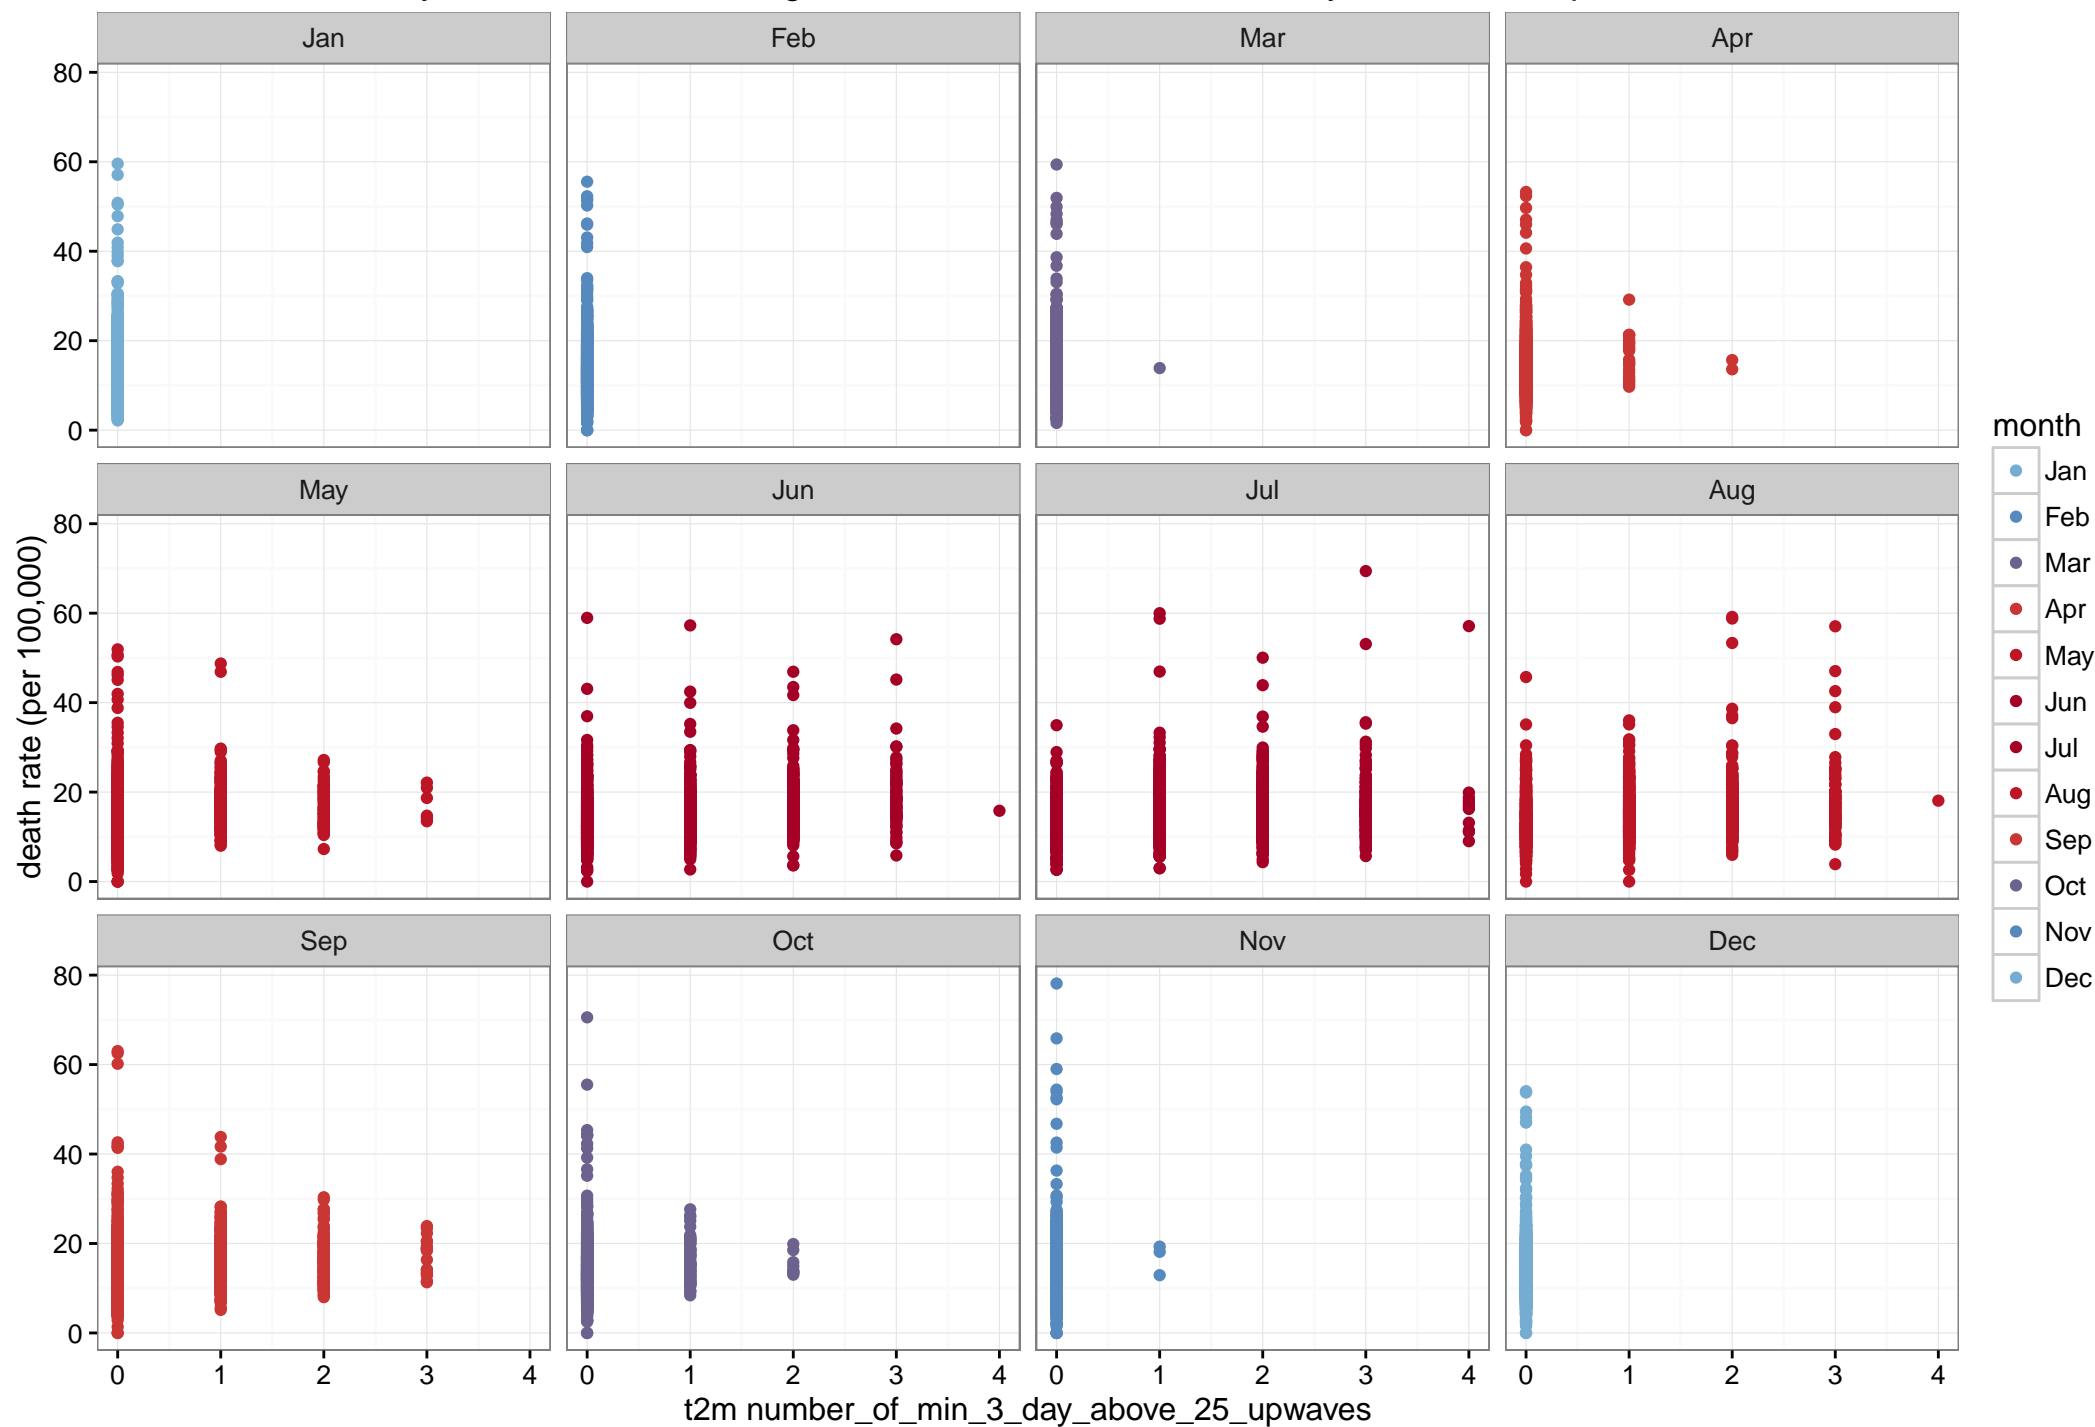 Jan Feb Mar Apr
80
60
40
20
0
May Jun Jul Aug
80
60
40
20
0
Sep Oct Nov Dec
80
60
40
20
0
0 1 2 3 4 0 1 2 3 4 0 1 2 3 4 0 1 2 3 4
t2m number_of_min_3_day_above_25_upwaves
death rate (per 100,000)
month
Jan
Feb
Mar
Apr
May
Jun
Jul
Aug
Sep
Oct
Nov
Dec